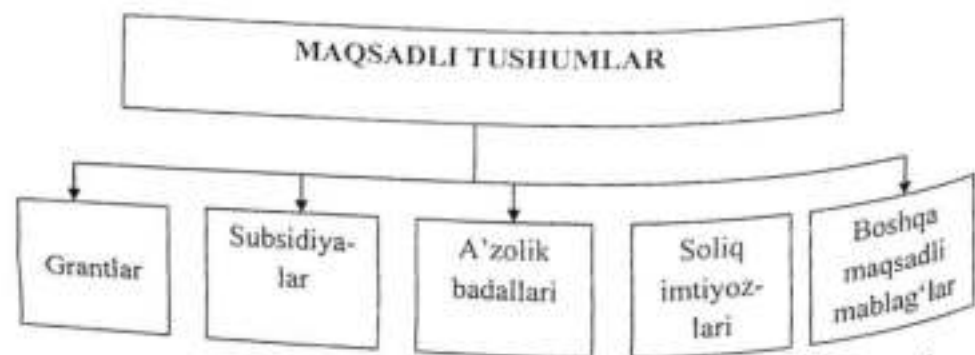 MAQSADLI TUSHUMLAR
Grantlar
Subsidiya-
lar
A'zolik
badallari
Soliq
imtiyoz-
lari
Boshqa
maqsadli
mablag‘lar